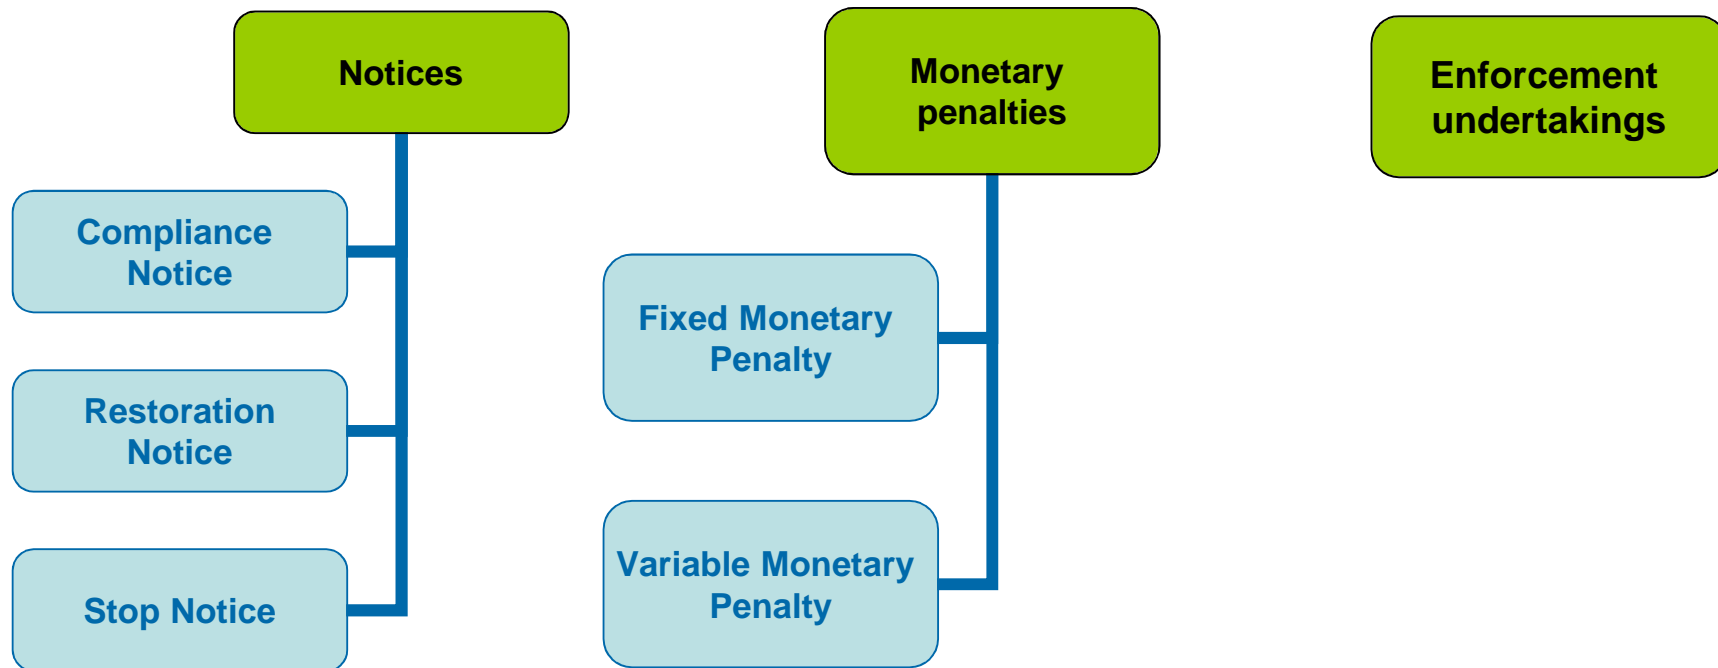 Notices
Compliance
Notice
Restoration
Notice
Stop Notice
Monetary
penalties
Fixed Monetary
Penalty
Variable Monetary
Penalty
Enforcement
undertakings